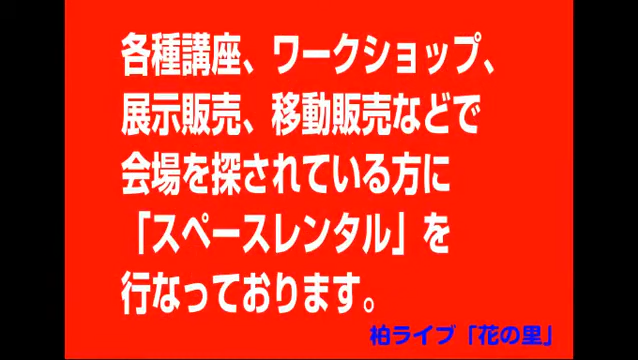 各種講座、ワークショップ、
展示販売、移動販売などで
会場を探されている方に
「スペースレンタル」を
行なっております。
柏ライブ「花の里」